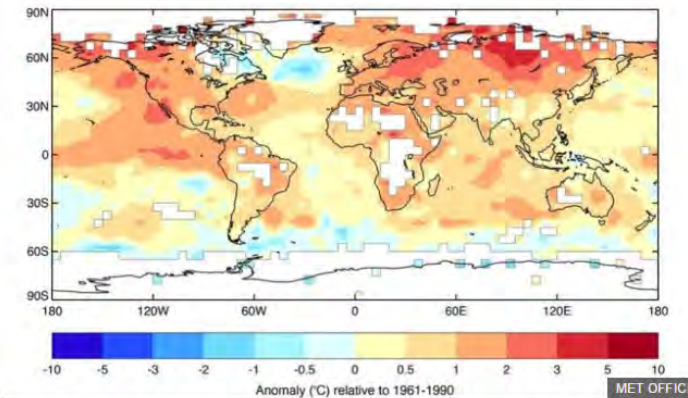 90N
60N
30N
0
30S
60S
90S
180 120W 60W 0 60E 120E 180
-10 -5 -3 -2 -1 -0.5 0 0.5 1 2 3 5 10
Anomaly (°C) relative to 1961-1990
MET OFFIC